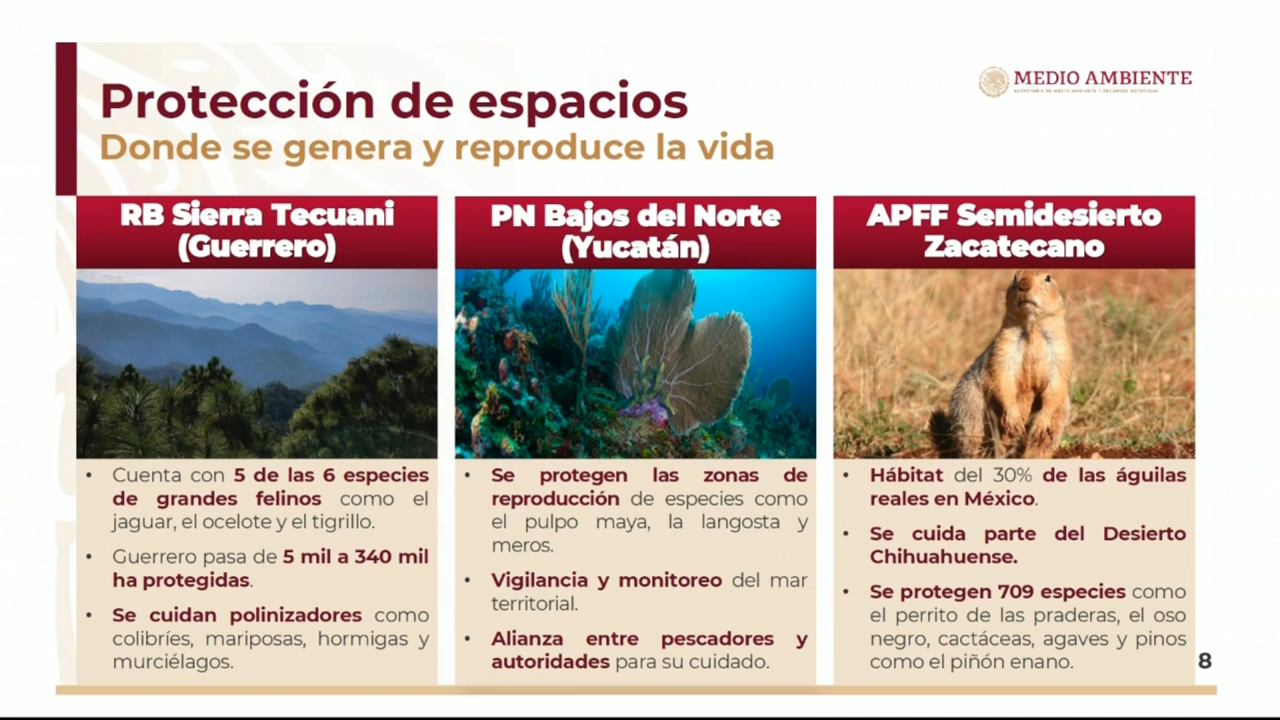 Protección de espacios
Donde se genera y reproduce la vida
MEDIO AMBIENTE
SECRETARÍA DE MEDIO AMBIENTE Y RECURSOS NATURALES
RB Sierra Tecuani
(Guerrero)
• Cuenta con 5 de las 6 especies
de grandes felinos como el
jaguar, el ocelote y el tigrillo.
• Guerrero pasa de 5 mil a 340 mil
ha protegidas.
• Se cuidan polinizadores como
colibríes, mariposas, hormigas y
murciélagos.
PN Bajos del Norte
(Yucatán)
• Se protegen las zonas de
reproducción de especies como
el pulpo maya, la langosta y
meros.
• Vigilancia y monitoreo del mar
territorial.
• Alianza entre pescadores y
autoridades para su cuidado.
APFF Semidesierto
Zacatecano
• Hábitat del 30% de las águilas
reales en México.
• Se cuida parte del Desierto
Chihuahuense.
• Se protegen 709 especies como
el perrito de las praderas, el oso
negro, cactáceas, agaves y pinos
como el piñón enano.
8